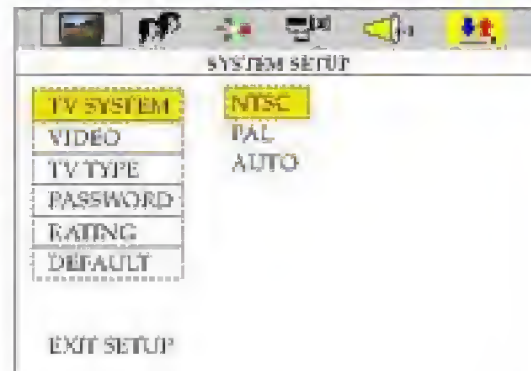 SYSTEM SETUP
TV SYSTEM
VIDEO
TV TYPE
PASSWORD
RATING
DEFAULT
NTSC
PAL
AUTO
EXIT SETUP